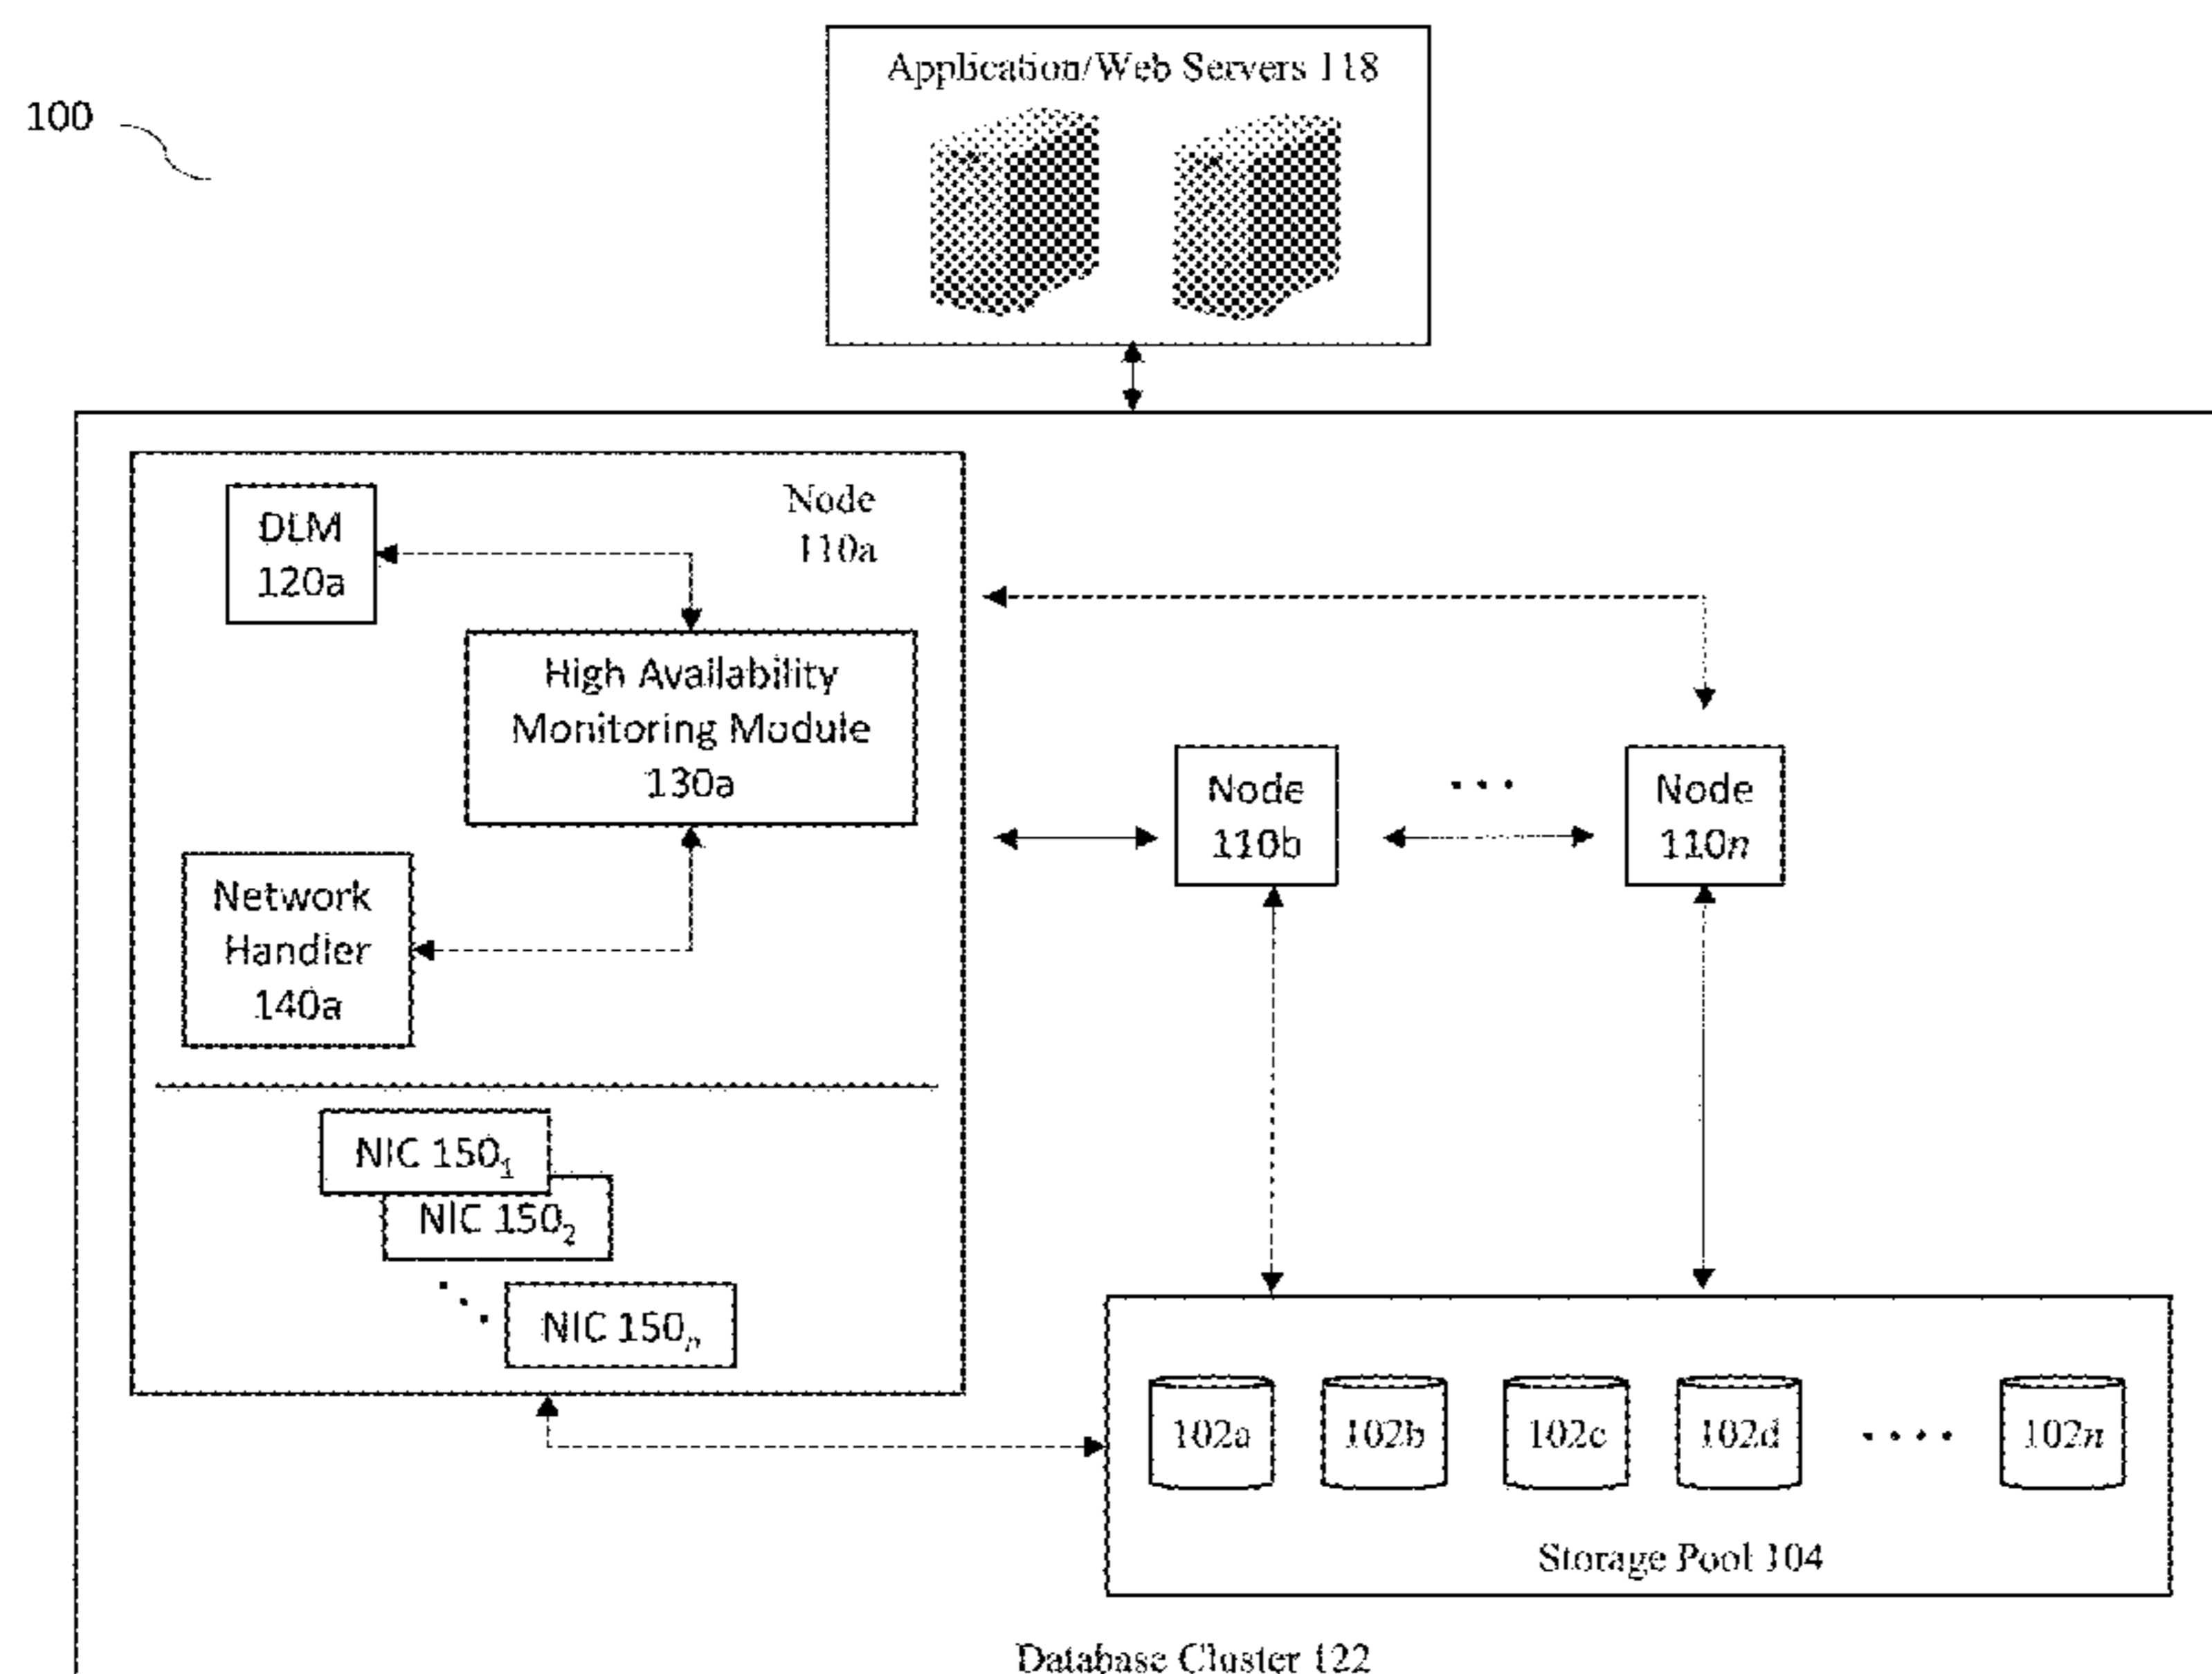 Application/Web Servers 118
100
Node
110a
DLM
120a
High Availability
Monitoring Module
130a
Node
110b
Node
110n
Network
Handler
140a
NIC 150₁
NIC 150₂
NIC 150ₙ
102a 102b 102c 102d 102n
Storage Pool 104
Database Cluster 122